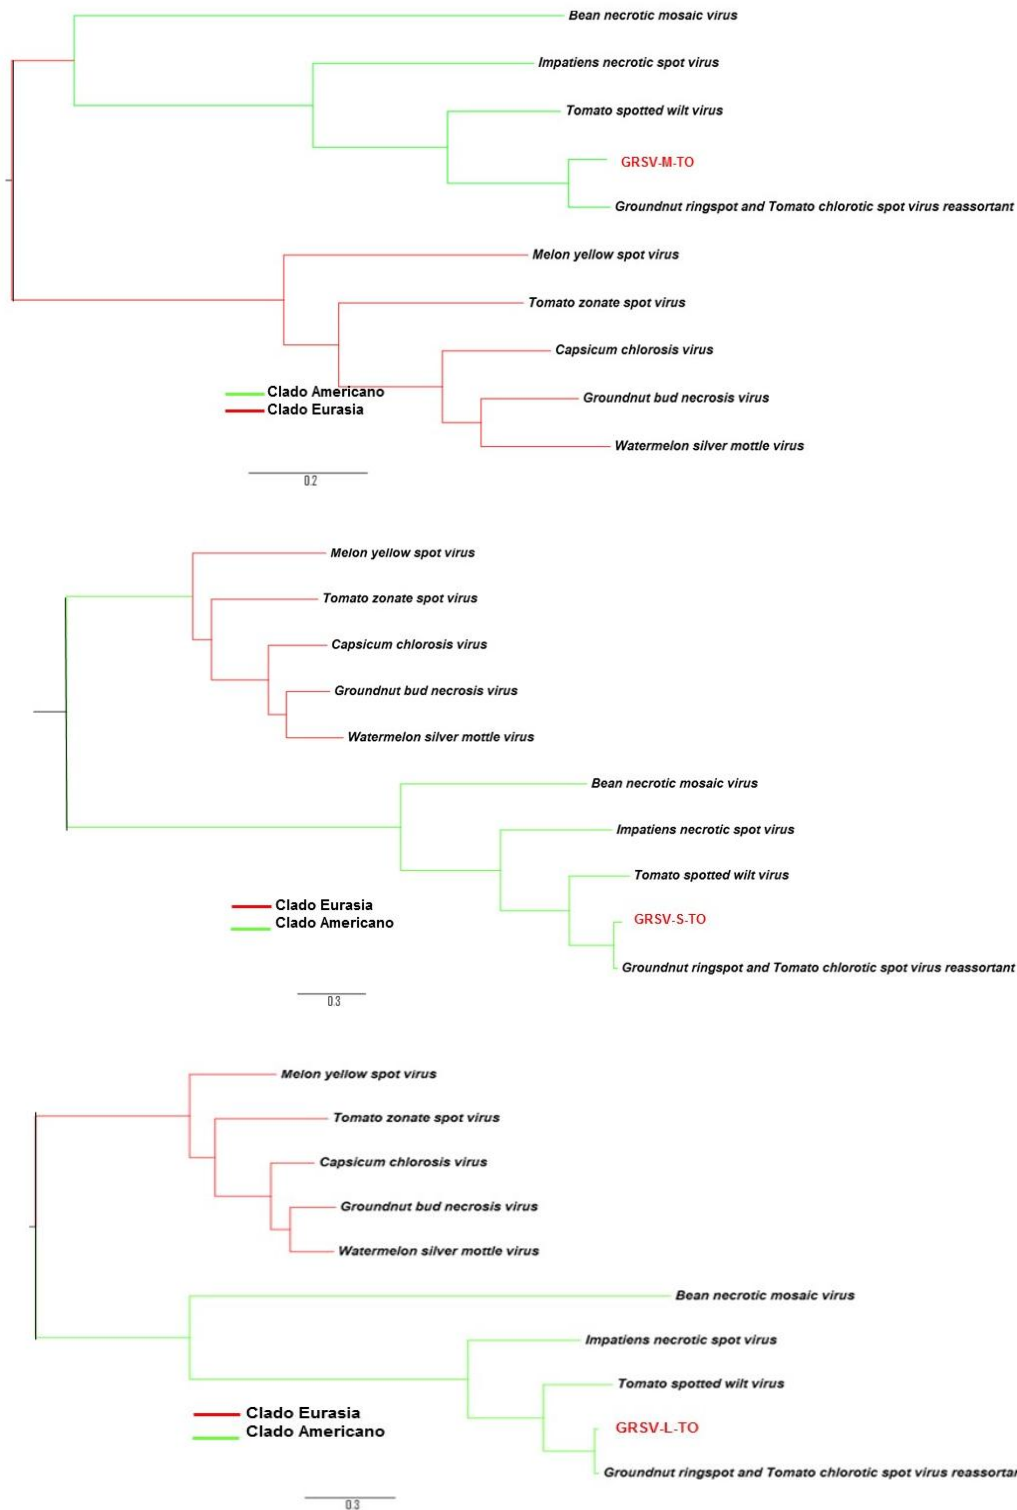 Bean necrotic mosaic virus
Impatiens necrotic spot virus
Tomato spotted wilt virus
GRSV-M-TO
Groundnut ringspot and Tomato chlorotic spot virus reassortant
Melon yellow spot virus
Tomato zonate spot virus
Capsicum chlorosis virus
Clado Americano
Groundnut bud necrosis virus
Clado Eurasia
Watermelon silver mottle virus
0.2
Melon yellow spot virus
Tomato zonate spot virus
Capsicum chlorosis virus
Groundnut bud necrosis virus
Watermelon silver mottle virus
Bean necrotic mosaic virus
Impatiens necrotic spot virus
Tomato spotted wilt virus
Clado Eurasia
GRSV-S-TO
Clado Americano
Groundnut ringspot and Tomato chlorotic spot virus reassortant
0.3
Melon yellow spot virus
Tomato zonate spot virus
Capsicum chlorosis virus
Groundnut bud necrosis virus
Watermelon silver mottle virus
Bean necrotic mosaic virus
Impatiens necrotic spot virus
Tomato spotted wilt virus
Clado Eurasia
GRSV-L-TO
Clado Americano
Groundnut ringspot and Tomato chlorotic spot virus reassortar
0.3